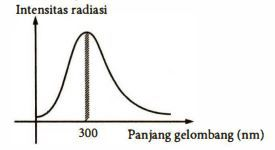 Intensitas radiasi
300
Panjang gelombang (nm)